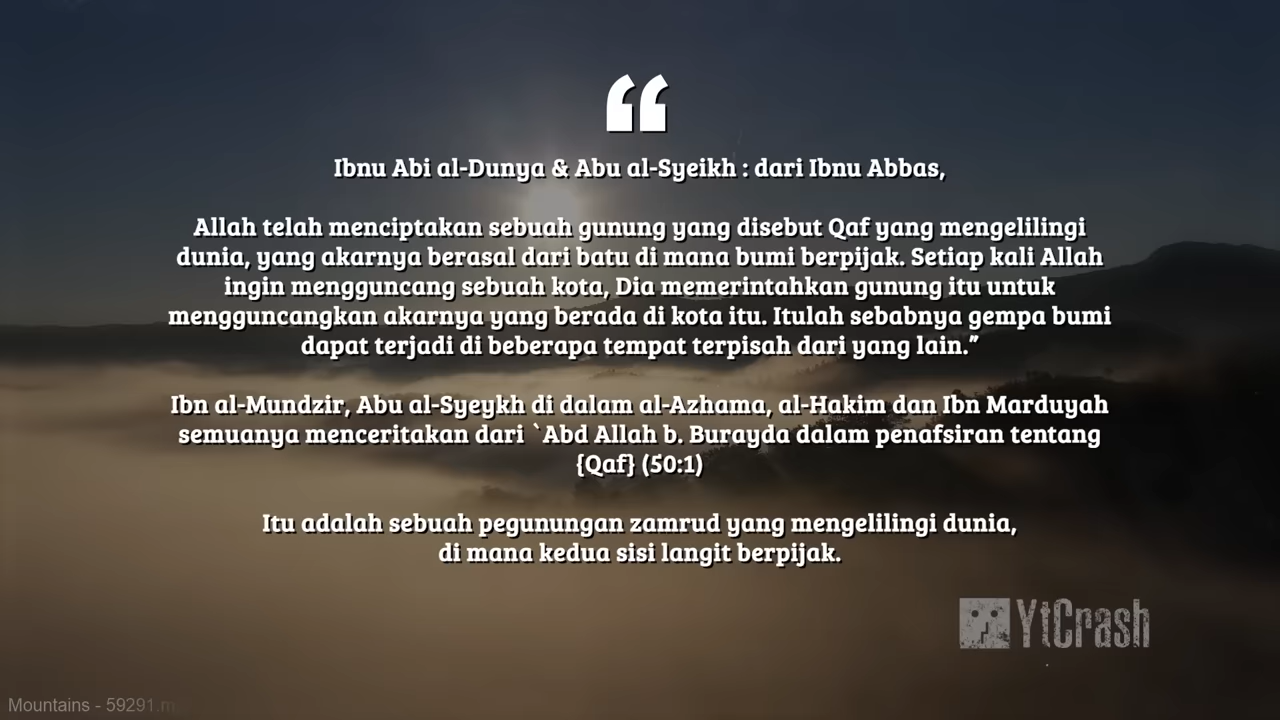 “
Ibnu Abi al-Dunya & Abu al-Syeikh : dari Ibnu Abbas,
Allah telah menciptakan sebuah gunung yang disebut Qaf yang mengelilingi
dunia, yang akarnya berasal dari batu di mana bumi berpijak. Setiap kali Allah
ingin mengguncang sebuah kota, Dia memerintahkan gunung itu untuk
mengguncangkan akarnya yang berada di kota itu. Itulah sebabnya gempa bumi
dapat terjadi di beberapa tempat terpisah dari yang lain.”
Ibn al-Mundzir, Abu al-Syeykh di dalam al-Azhama, al-Hakim dan Ibn Marduyah
semuanya menceritakan dari `Abd Allah b. Burayda dalam penafsiran tentang
{Qaf} (50:1)
Itu adalah sebuah pegunungan zamrud yang mengelilingi dunia,
di mana kedua sisi langit berpijak.
YtCrash
Mountains - 59291.m